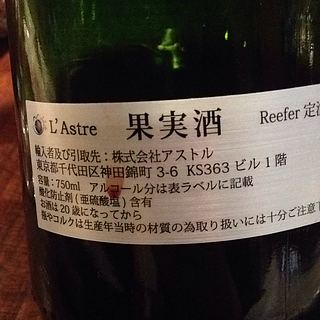 L'Astre 果実酒 Reefer 定温
輸入者及び引取先：株式会社アストル
東京都千代田区神田錦町 3-6 KS363 ビル 1 階
容量：750ml アルコール分は表ラベルに記載
酸化防止剤 (亜硫酸塩) 含有
お酒は 20 歳になってから
瓶やコルクは生産年当時の材質の為取り扱いには十分ご注意下